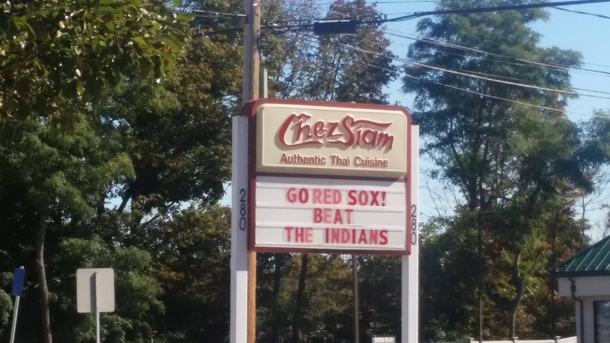 Chez Siam
Authentic Thai Cuisine
GO RED SOX!
BEAT
THE INDIANS
280
280